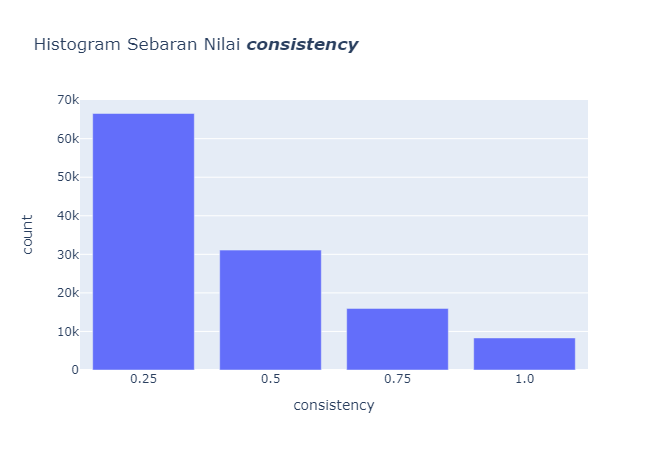 Histogram Sebaran Nilai consistency
70k
60k
50k
40k
30k
20k
10k
0
count
0.25 0.5 0.75 1.0
consistency